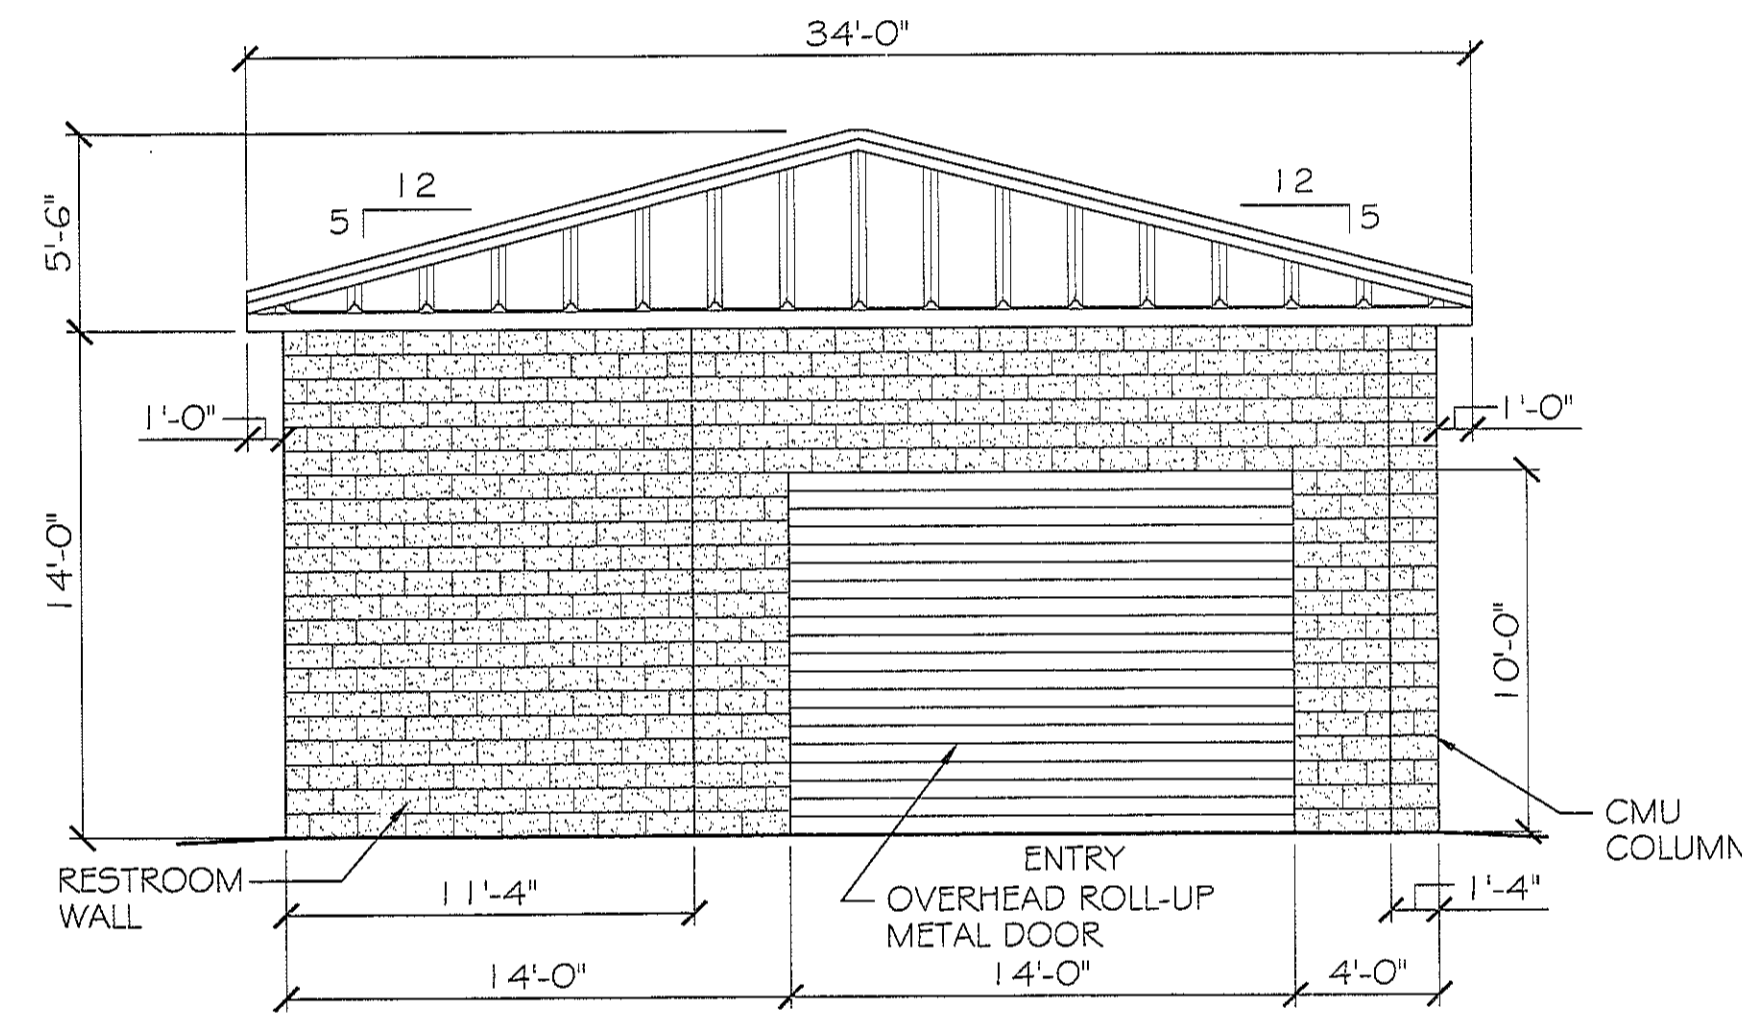 34'-0"
5'-6"
12
5
12
5
1'-0"
1'-0"
14'-0"
10'-0"
CMU
COLUMN
RESTROOM
WALL
ENTRY
OVERHEAD ROLL-UP
METAL DOOR
11'-4"
1'-4"
14'-0"
14'-0"
4'-0"